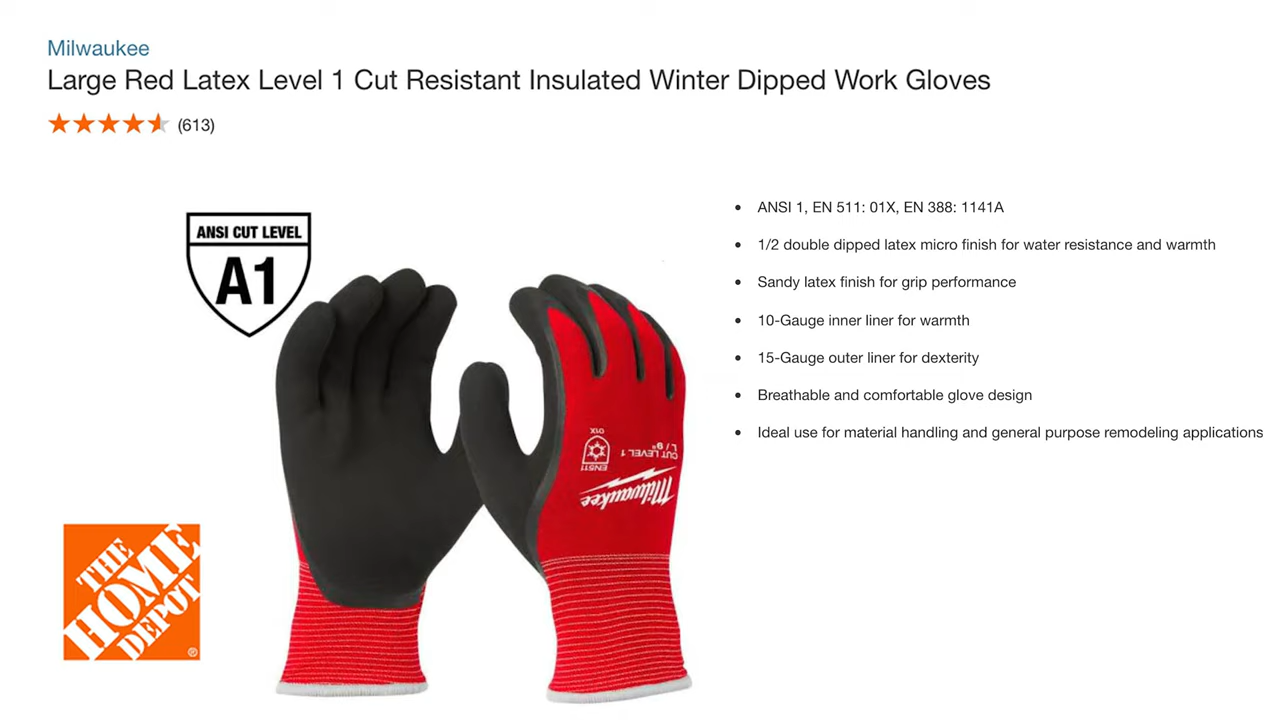 Milwaukee
Large Red Latex Level 1 Cut Resistant Insulated Winter Dipped Work Gloves
(613)
ANSI CUT LEVEL
A1
ANSI 1, EN 511: 01X, EN 388: 1141A
1/2 double dipped latex micro finish for water resistance and warmth
Sandy latex finish for grip performance
10-Gauge inner liner for warmth
15-Gauge outer liner for dexterity
Breathable and comfortable glove design
Ideal use for material handling and general purpose remodeling applications
Milwaukee
CUT LEVEL 1
L / 9"
EN511
01X
THE
HOME
DEPOT
®